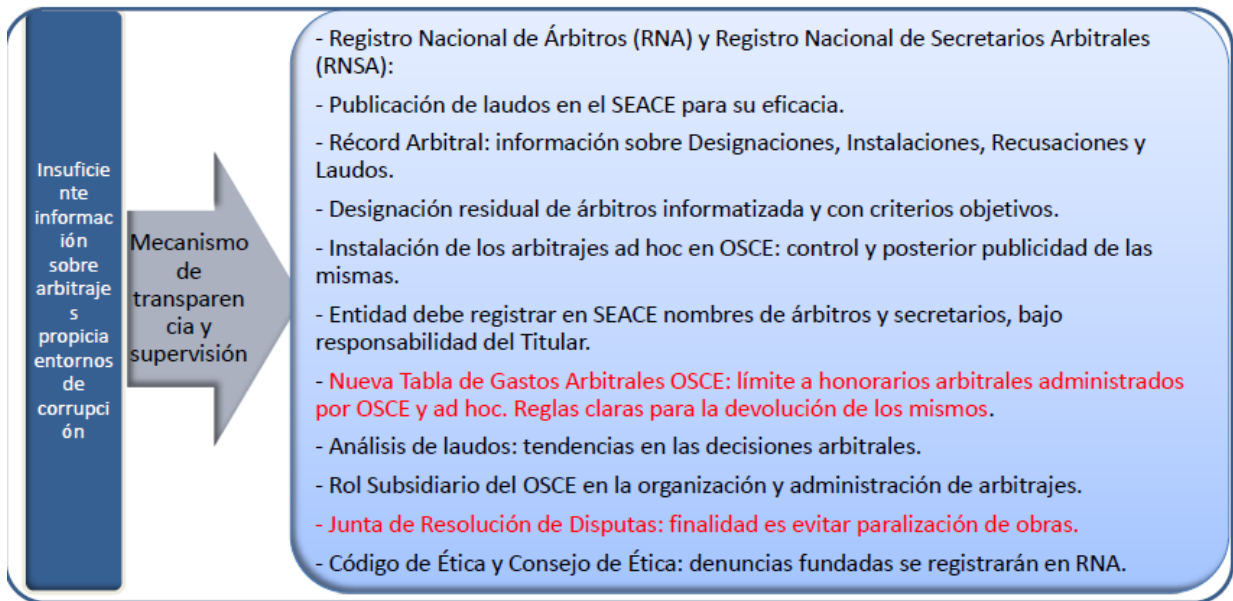 Insuficie
nte
informac
ión
sobre
arbitraje
s
propicia
entornos
de
corrupci
ón
Mecanismo
de
transparen
cia y
supervisión
- Registro Nacional de Árbitros (RNA) y Registro Nacional de Secretarios Arbitrales
(RNSA):
- Publicación de laudos en el SEACE para su eficacia.
- Récord Arbitral: información sobre Designaciones, Instalaciones, Recusaciones y
Laudos.
- Designación residual de árbitros informatizada y con criterios objetivos.
- Instalación de los arbitrajes ad hoc en OSCE: control y posterior publicidad de las
mismas.
- Entidad debe registrar en SEACE nombres de árbitros y secretarios, bajo
responsabilidad del Titular.
- Nueva Tabla de Gastos Arbitrales OSCE: límite a honorarios arbitrales administrados
por OSCE y ad hoc. Reglas claras para la devolución de los mismos.
- Análisis de laudos: tendencias en las decisiones arbitrales.
- Rol Subsidiario del OSCE en la organización y administración de arbitrajes.
- Junta de Resolución de Disputas: finalidad es evitar paralización de obras.
- Código de Ética y Consejo de Ética: denuncias fundadas se registrarán en RNA.